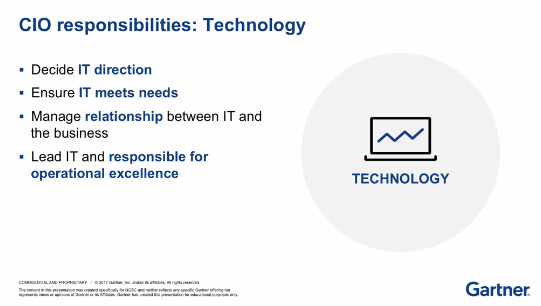 CIO responsibilities: Technology
▪ Decide IT direction
▪ Ensure IT meets needs
▪ Manage relationship between IT and
the business
▪ Lead IT and responsible for
operational excellence
TECHNOLOGY
CONFIDENTIAL AND PROPRIETARY | © 2017 Gartner, Inc. and/or its affiliates. All rights reserved.
The content in this presentation was created specifically for NCSC and neither reflects any specific Gartner offering nor
represents views or opinions of Gartner or its Affiliates. Gartner has created this presentation for educational purposes only.
Gartner